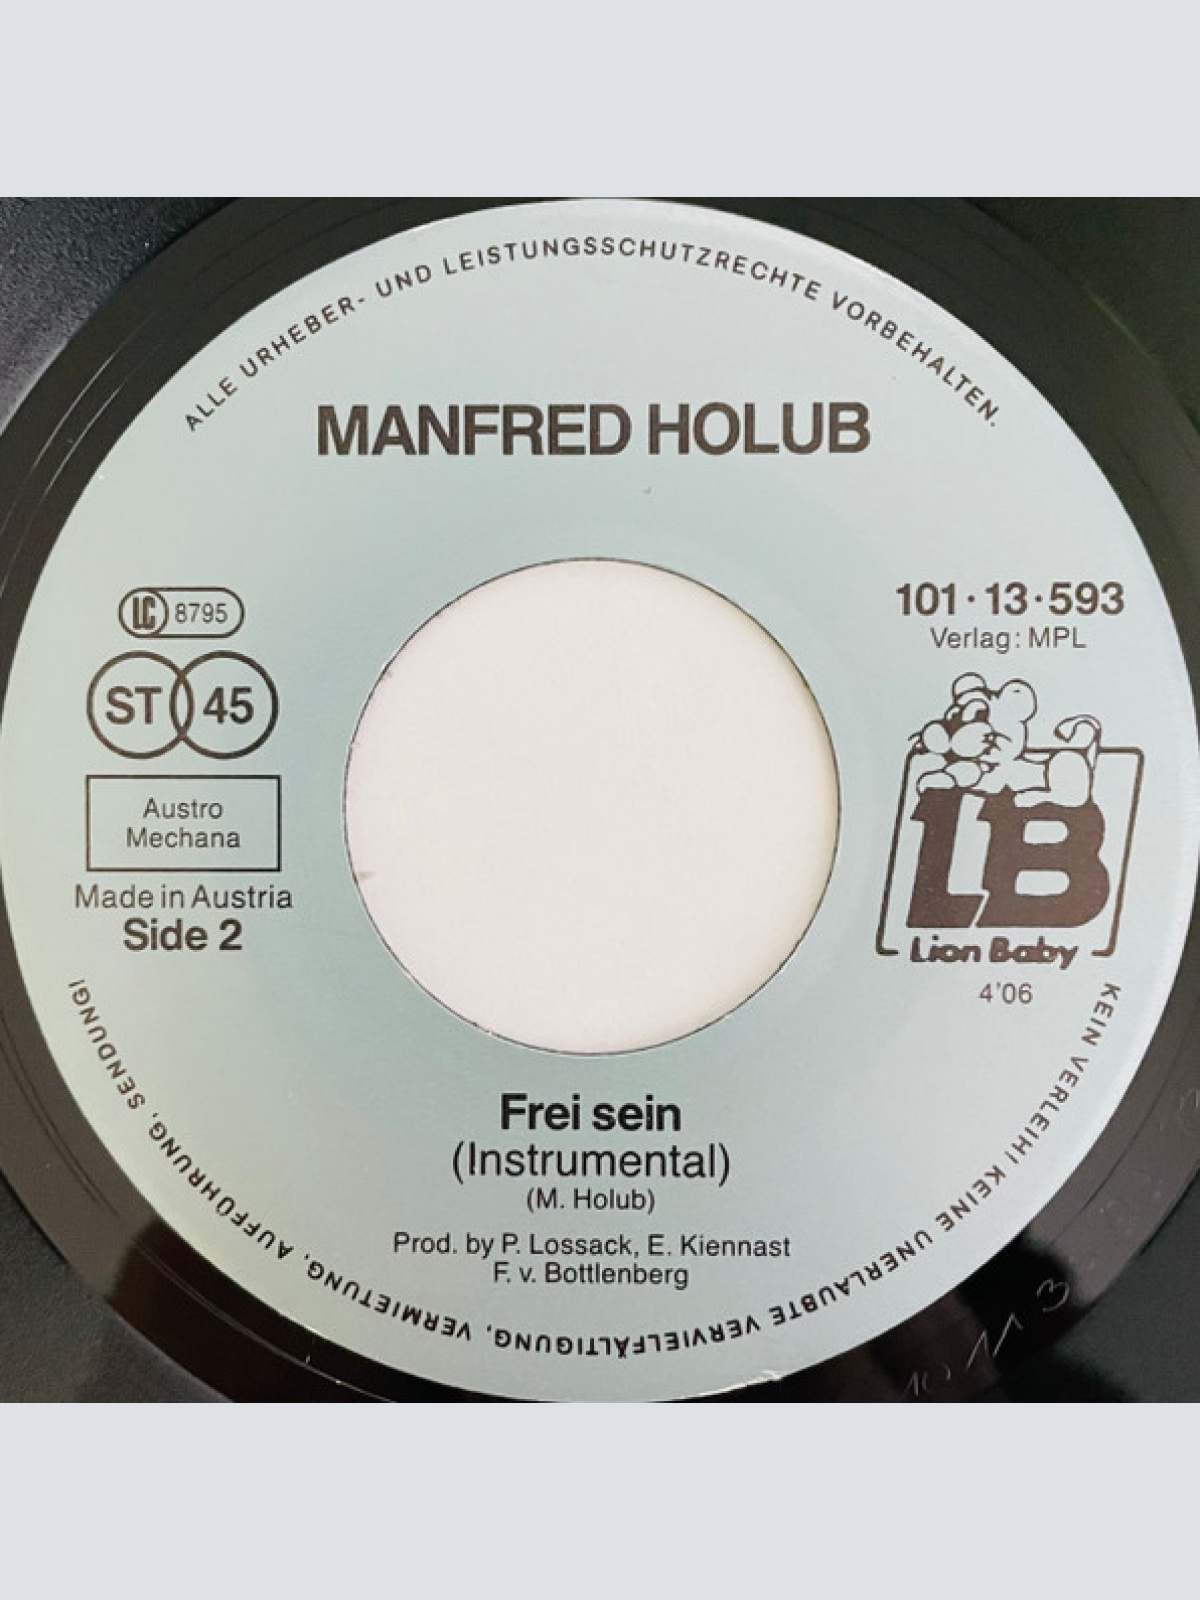 ALLE URHEBER- UND LEISTUNGSSCHUTZRECHTE VORBEHALTEN.
MANFRED HOLUB
LC 8795
ST 45
Austro
Mechana
Made in Austria
Side 2
101·13·593
Verlag: MPL
LB
Lion Baby
4'06
Frei sein
(Instrumental)
(M. Holub)
Prod. by P. Lossack, E. Kiennast
F. v. Bottlenberg
KEIN VERLEIH! KEINE UNERLAUBTE VERVIELFÄLTIGUNG, VERMIETUNG, AUFFÜHRUNG, SENDUNG!